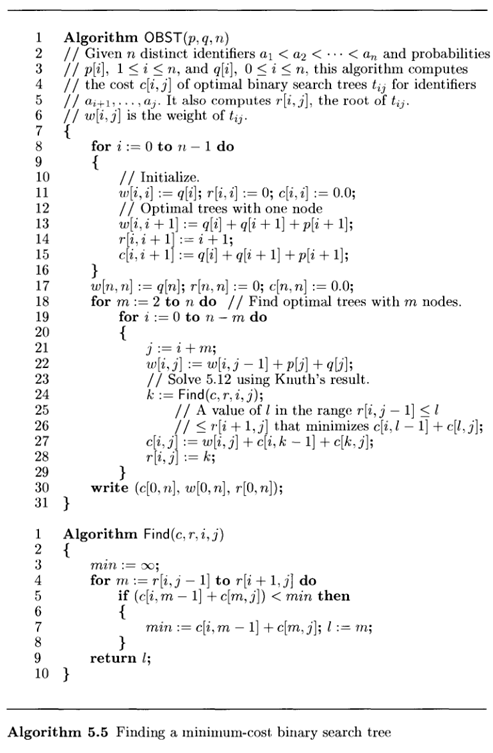 1 Algorithm OBST(p, q, n)
2 // Given n distinct identifiers a₁ < a₂ < ··· < aₙ and probabilities
3 // p[i], 1 ≤ i ≤ n, and q[i], 0 ≤ i ≤ n, this algorithm computes
4 // the cost c[i, j] of optimal binary search trees tᵢⱼ for identifiers
5 // aᵢ₊₁, . . . , aⱼ. It also computes r[i, j], the root of tᵢⱼ.
6 // w[i, j] is the weight of tᵢⱼ.
7 {
8 for i := 0 to n − 1 do
9 {
10 // Initialize.
11 w[i, i] := q[i]; r[i, i] := 0; c[i, i] := 0.0;
12 // Optimal trees with one node
13 w[i, i + 1] := q[i] + q[i + 1] + p[i + 1];
14 r[i, i + 1] := i + 1;
15 c[i, i + 1] := q[i] + q[i + 1] + p[i + 1];
16 }
17 w[n, n] := q[n]; r[n, n] := 0; c[n, n] := 0.0;
18 for m := 2 to n do // Find optimal trees with m nodes.
19 for i := 0 to n − m do
20 {
21 j := i + m;
22 w[i, j] := w[i, j − 1] + p[j] + q[j];
23 // Solve 5.12 using Knuth's result.
24 k := Find(c, r, i, j);
25 // A value of l in the range r[i, j − 1] ≤ l
26 // ≤ r[i + 1, j] that minimizes c[i, l − 1] + c[l, j];
27 c[i, j] := w[i, j] + c[i, k − 1] + c[k, j];
28 r[i, j] := k;
29 }
30 write (c[0, n], w[0, n], r[0, n]);
31 }
1 Algorithm Find(c, r, i, j)
2 {
3 min := ∞;
4 for m := r[i, j − 1] to r[i + 1, j] do
5 if (c[i, m − 1] + c[m, j]) < min then
6 {
7 min := c[i, m − 1] + c[m, j]; l := m;
8 }
9 return l;
10 }
Algorithm 5.5 Finding a minimum-cost binary search tree